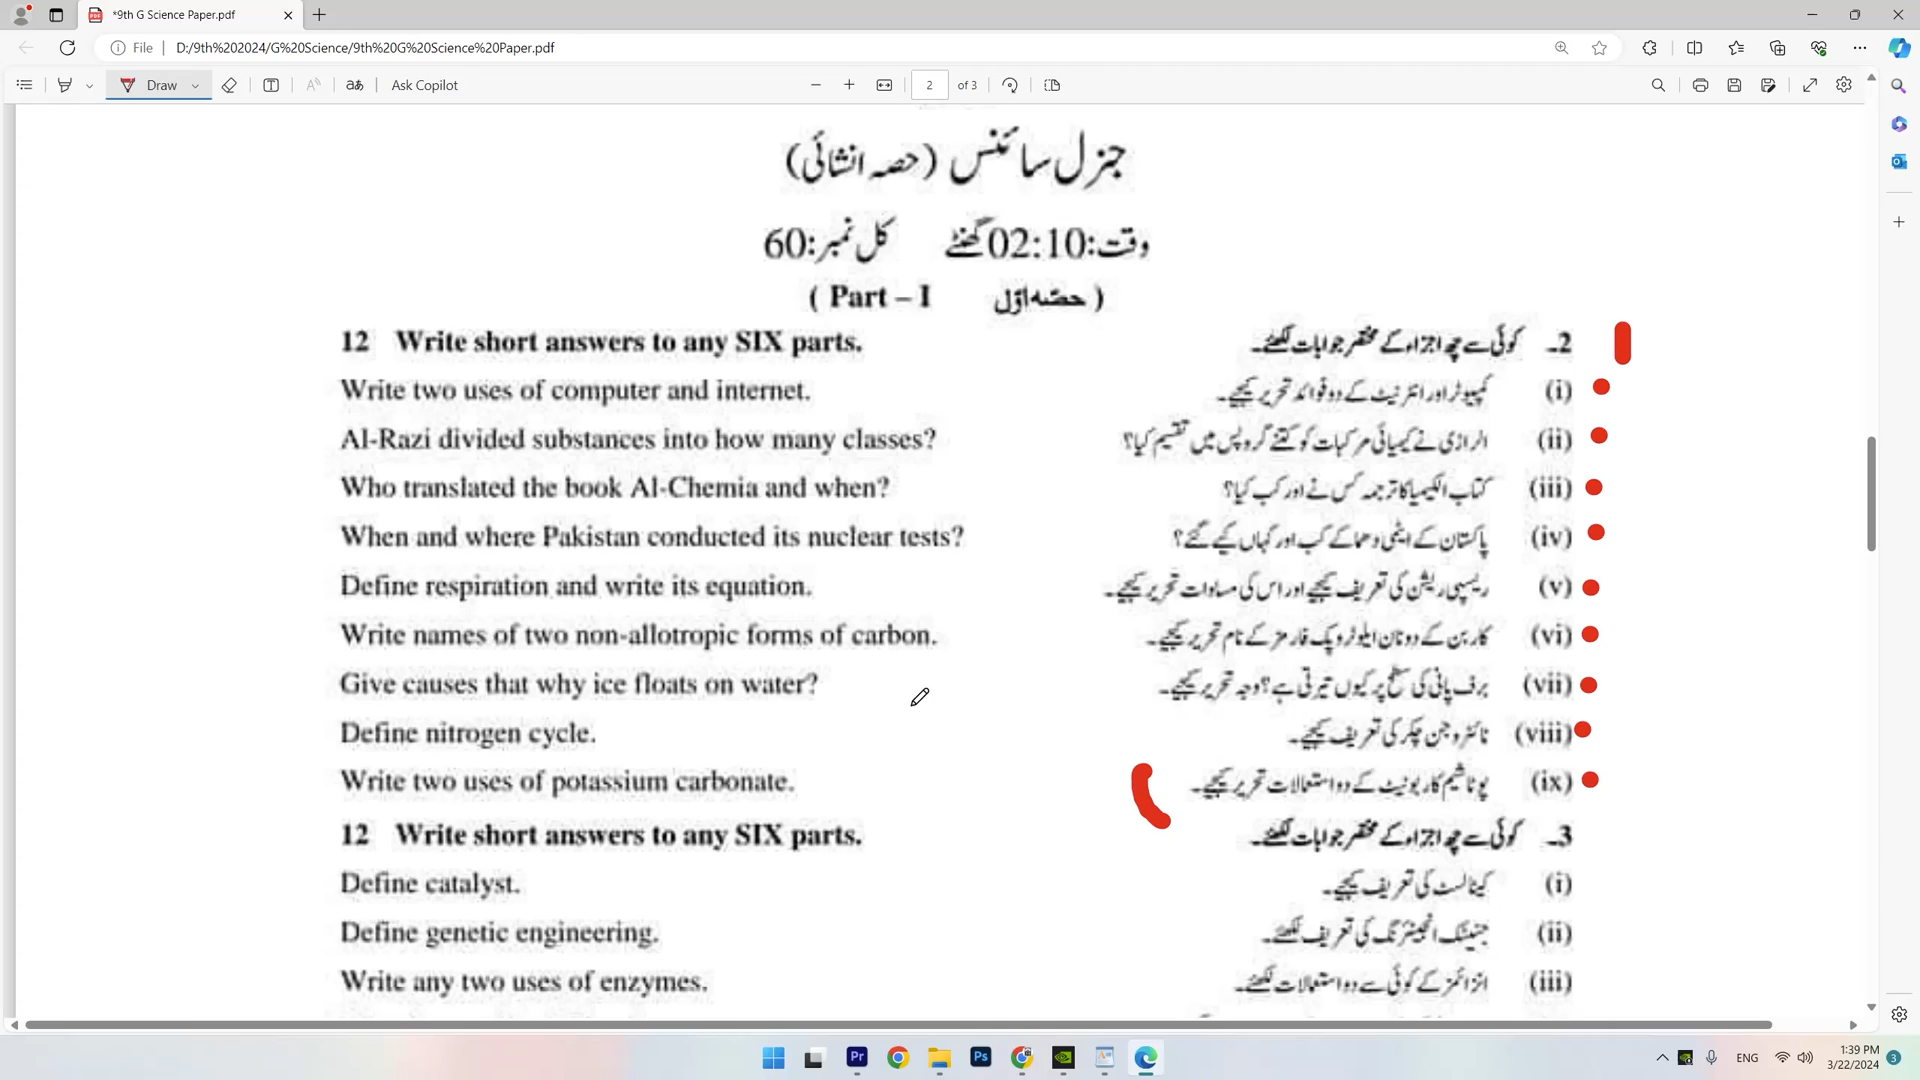 *9th G Science Paper.pdf
File D:/9th%202024/G%20Science/9th%20G%20Science%20Paper.pdf
Draw Ask Copilot 2 of 3
جنرل سائنس (حصہ انشائی)
وقت:02:10 گھنٹے کل نمبر:60
( Part – I حصّہ اوّل )
12 Write short answers to any SIX parts. 2۔ کوئی سے چھ اجزاء کے مختصر جوابات لکھئے۔
Write two uses of computer and internet. (i) کمپیوٹر اور انٹرنیٹ کے دو فوائد تحریر کیجیے۔
Al-Razi divided substances into how many classes? (ii) الرازی نے کیمیائی مرکبات کو کتنے گروپس میں تقسیم کیا؟
Who translated the book Al-Chemia and when? (iii) کتاب الکیمیا کا ترجمہ کس نے اور کب کیا؟
When and where Pakistan conducted its nuclear tests? (iv) پاکستان کے ایٹمی دھماکے کب اور کہاں کیے گئے؟
Define respiration and write its equation. (v) ریسپی ریشن کی تعریف کیجیے اور اس کی مساوات تحریر کیجیے۔
Write names of two non-allotropic forms of carbon. (vi) کاربن کے دو نان ایلوٹروپک فارمز کے نام تحریر کیجیے۔
Give causes that why ice floats on water? (vii) برف پانی کی سطح پر کیوں تیرتی ہے؟ وجہ تحریر کیجیے۔
Define nitrogen cycle. (viii) نائٹروجن چکر کی تعریف کیجیے۔
Write two uses of potassium carbonate. (ix) پوٹاشیم کاربونیٹ کے دو استعمالات تحریر کیجیے۔
12 Write short answers to any SIX parts. 3۔ کوئی سے چھ اجزاء کے مختصر جوابات لکھئے۔
Define catalyst. (i) کیٹالسٹ کی تعریف کیجیے۔
Define genetic engineering. (ii) جینیٹک انجینئرنگ کی تعریف لکھئے۔
Write any two uses of enzymes. (iii) انزائمز کے کوئی سے دو استعمالات لکھئے۔
Pr Ps ENG 1:39 PM
3/22/2024 3